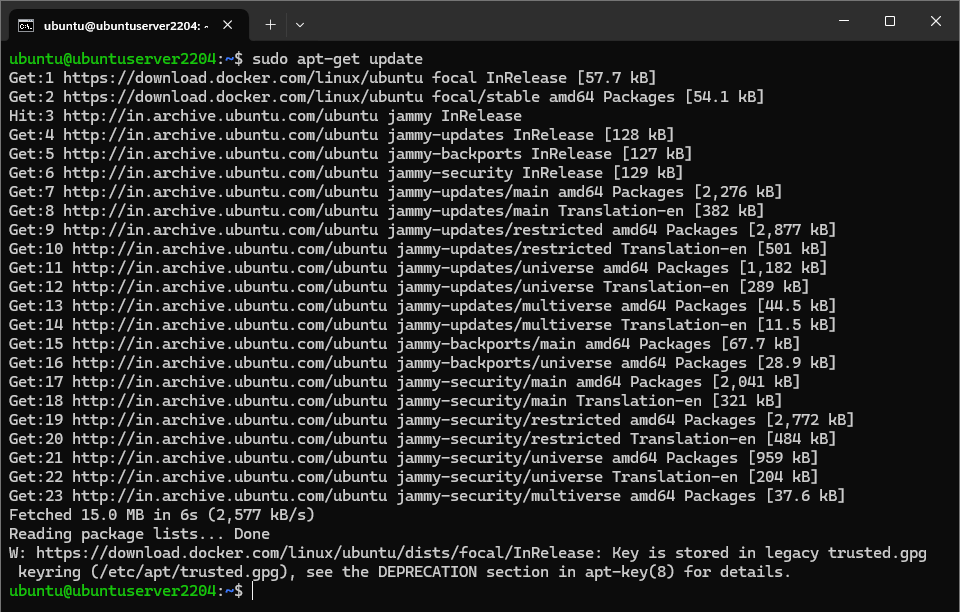 ubuntu@ubuntuserver2204: ~
ubuntu@ubuntuserver2204:~$ sudo apt-get update
Get:1 https://download.docker.com/linux/ubuntu focal InRelease [57.7 kB]
Get:2 https://download.docker.com/linux/ubuntu focal/stable amd64 Packages [54.1 kB]
Hit:3 http://in.archive.ubuntu.com/ubuntu jammy InRelease
Get:4 http://in.archive.ubuntu.com/ubuntu jammy-updates InRelease [128 kB]
Get:5 http://in.archive.ubuntu.com/ubuntu jammy-backports InRelease [127 kB]
Get:6 http://in.archive.ubuntu.com/ubuntu jammy-security InRelease [129 kB]
Get:7 http://in.archive.ubuntu.com/ubuntu jammy-updates/main amd64 Packages [2,276 kB]
Get:8 http://in.archive.ubuntu.com/ubuntu jammy-updates/main Translation-en [382 kB]
Get:9 http://in.archive.ubuntu.com/ubuntu jammy-updates/restricted amd64 Packages [2,877 kB]
Get:10 http://in.archive.ubuntu.com/ubuntu jammy-updates/restricted Translation-en [501 kB]
Get:11 http://in.archive.ubuntu.com/ubuntu jammy-updates/universe amd64 Packages [1,182 kB]
Get:12 http://in.archive.ubuntu.com/ubuntu jammy-updates/universe Translation-en [289 kB]
Get:13 http://in.archive.ubuntu.com/ubuntu jammy-updates/multiverse amd64 Packages [44.5 kB]
Get:14 http://in.archive.ubuntu.com/ubuntu jammy-updates/multiverse Translation-en [11.5 kB]
Get:15 http://in.archive.ubuntu.com/ubuntu jammy-backports/main amd64 Packages [67.7 kB]
Get:16 http://in.archive.ubuntu.com/ubuntu jammy-backports/universe amd64 Packages [28.9 kB]
Get:17 http://in.archive.ubuntu.com/ubuntu jammy-security/main amd64 Packages [2,041 kB]
Get:18 http://in.archive.ubuntu.com/ubuntu jammy-security/main Translation-en [321 kB]
Get:19 http://in.archive.ubuntu.com/ubuntu jammy-security/restricted amd64 Packages [2,772 kB]
Get:20 http://in.archive.ubuntu.com/ubuntu jammy-security/restricted Translation-en [484 kB]
Get:21 http://in.archive.ubuntu.com/ubuntu jammy-security/universe amd64 Packages [959 kB]
Get:22 http://in.archive.ubuntu.com/ubuntu jammy-security/universe Translation-en [204 kB]
Get:23 http://in.archive.ubuntu.com/ubuntu jammy-security/multiverse amd64 Packages [37.6 kB]
Fetched 15.0 MB in 6s (2,577 kB/s)
Reading package lists... Done
W: https://download.docker.com/linux/ubuntu/dists/focal/InRelease: Key is stored in legacy trusted.gpg
 keyring (/etc/apt/trusted.gpg), see the DEPRECATION section in apt-key(8) for details.
ubuntu@ubuntuserver2204:~$